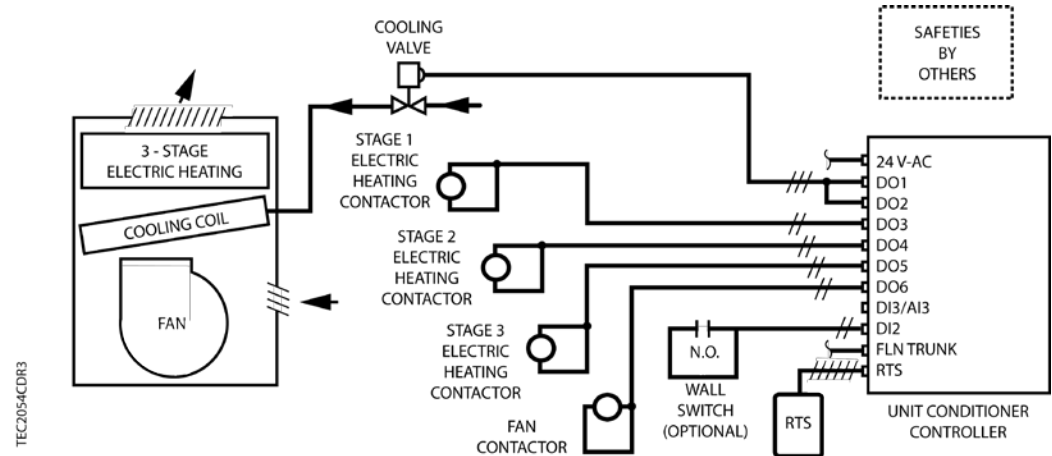 COOLING
VALVE
SAFETIES
BY
OTHERS
3 - STAGE
ELECTRIC HEATING
COOLING COIL
FAN
STAGE 1
ELECTRIC
HEATING
CONTACTOR
STAGE 2
ELECTRIC
HEATING
CONTACTOR
STAGE 3
ELECTRIC
HEATING
CONTACTOR
FAN
CONTACTOR
N.O.
WALL
SWITCH
(OPTIONAL)
RTS
24 V-AC
DO1
DO2
DO3
DO4
DO5
DO6
DI3/AI3
DI2
FLN TRUNK
RTS
UNIT CONDITIONER
CONTROLLER
TEC2054CDR3